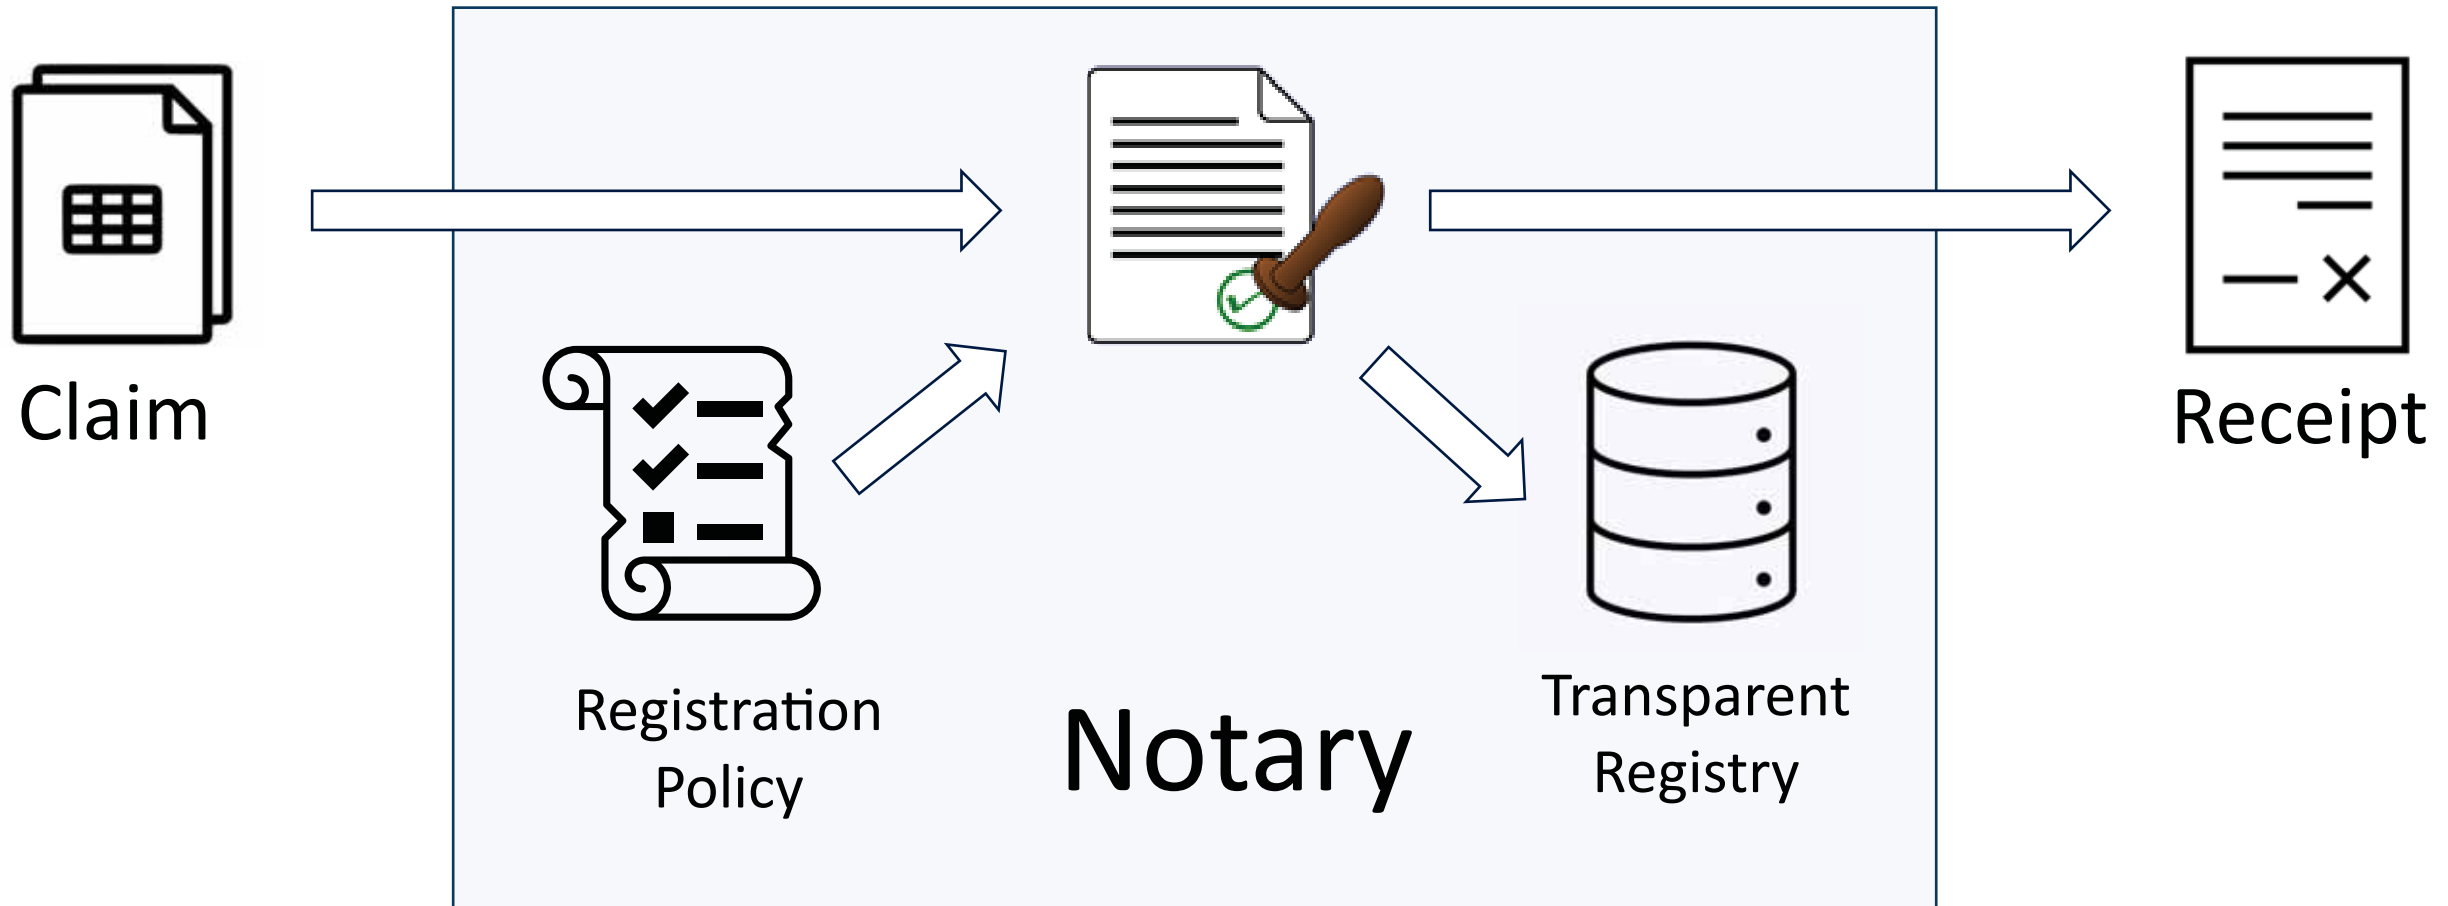 Claim
Registration
Policy
Notary
Transparent
Registry
Receipt